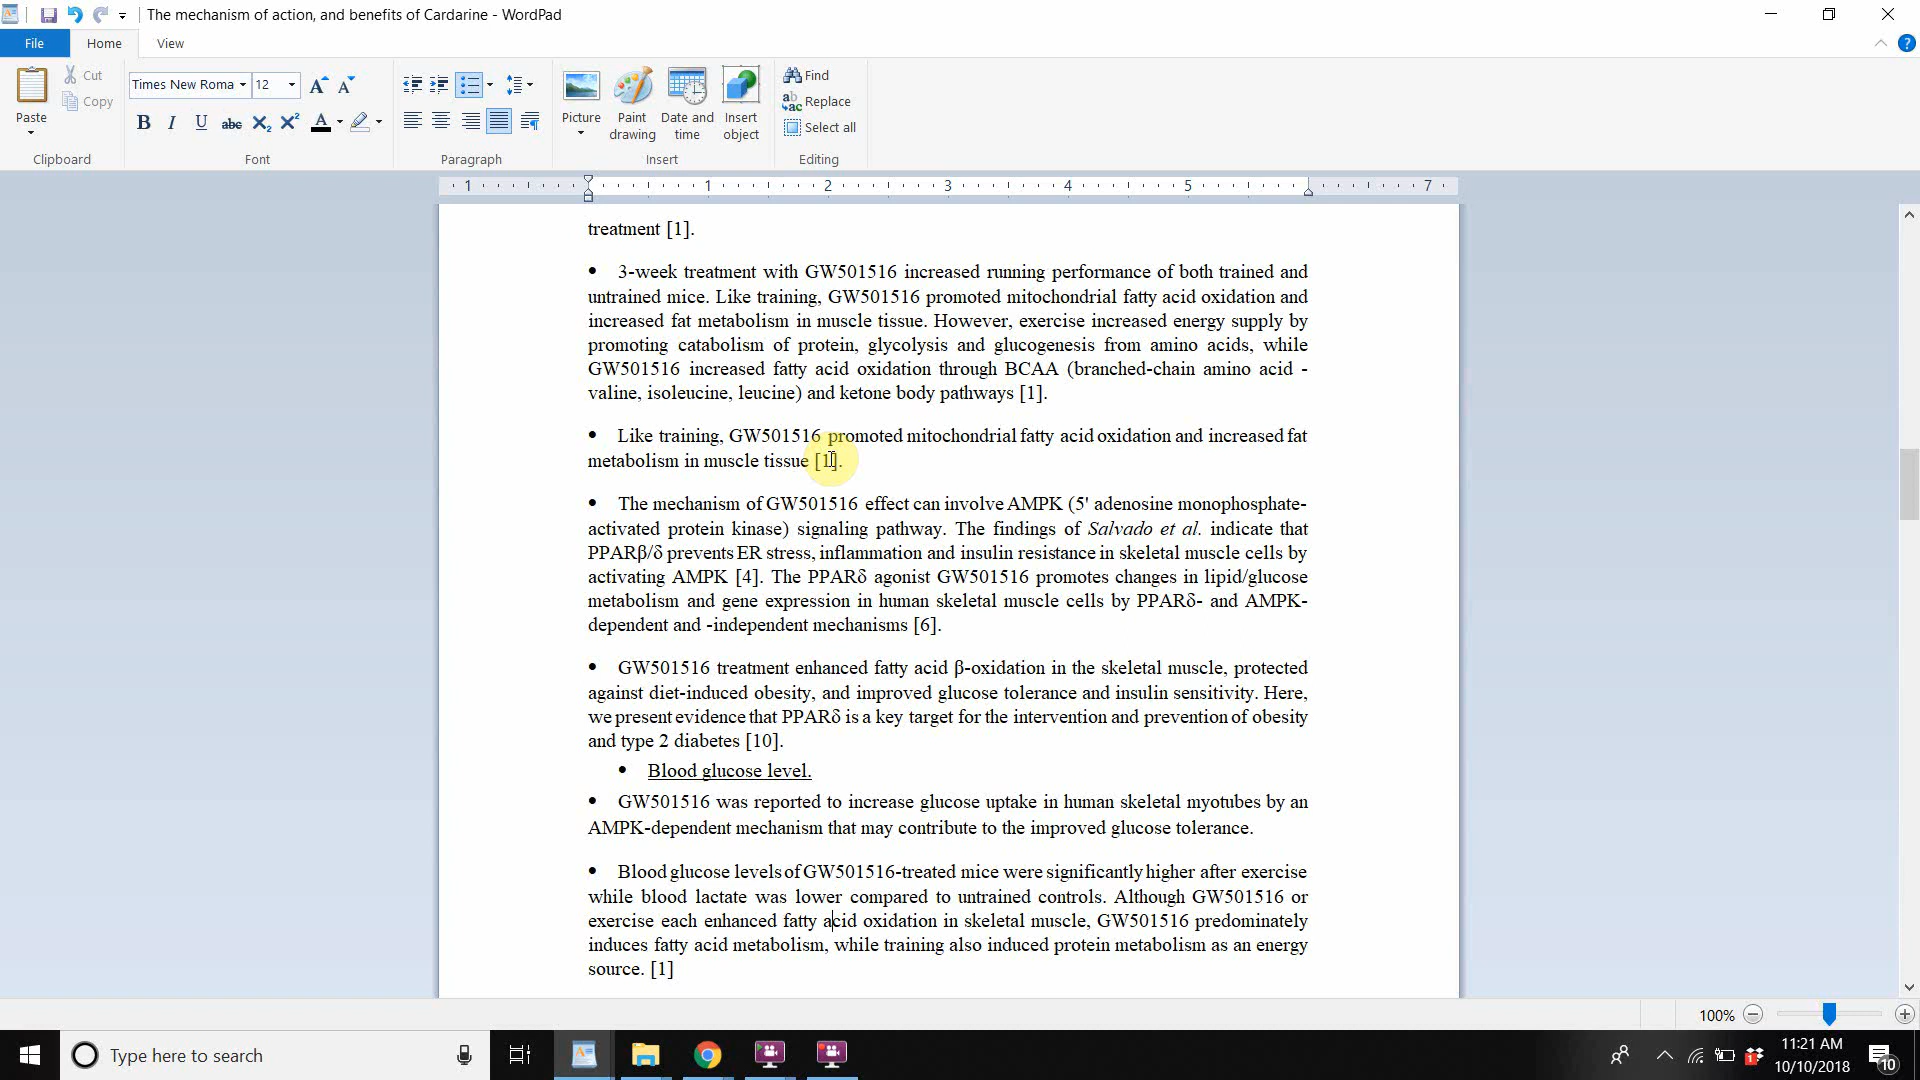 The mechanism of action, and benefits of Cardarine - WordPad
File Home View
Cut
Copy
Paste
Clipboard
Times New Roma 12
B I U abc X₂ X² A
Font
Paragraph
Picture
Paint drawing
Date and time
Insert object
Insert
Find
Replace
Select all
Editing
1 1 2 3 4 5 7
treatment [1].
• 3-week treatment with GW501516 increased running performance of both trained and
untrained mice. Like training, GW501516 promoted mitochondrial fatty acid oxidation and
increased fat metabolism in muscle tissue. However, exercise increased energy supply by
promoting catabolism of protein, glycolysis and glucogenesis from amino acids, while
GW501516 increased fatty acid oxidation through BCAA (branched-chain amino acid -
valine, isoleucine, leucine) and ketone body pathways [1].
• Like training, GW501516 promoted mitochondrial fatty acid oxidation and increased fat
metabolism in muscle tissue [1].
• The mechanism of GW501516 effect can involve AMPK (5' adenosine monophosphate-
activated protein kinase) signaling pathway. The findings of Salvado et al. indicate that
PPARβ/δ prevents ER stress, inflammation and insulin resistance in skeletal muscle cells by
activating AMPK [4]. The PPARδ agonist GW501516 promotes changes in lipid/glucose
metabolism and gene expression in human skeletal muscle cells by PPARδ- and AMPK-
dependent and -independent mechanisms [6].
• GW501516 treatment enhanced fatty acid β-oxidation in the skeletal muscle, protected
against diet-induced obesity, and improved glucose tolerance and insulin sensitivity. Here,
we present evidence that PPARδ is a key target for the intervention and prevention of obesity
and type 2 diabetes [10].
• Blood glucose level.
• GW501516 was reported to increase glucose uptake in human skeletal myotubes by an
AMPK-dependent mechanism that may contribute to the improved glucose tolerance.
• Blood glucose levels of GW501516-treated mice were significantly higher after exercise
while blood lactate was lower compared to untrained controls. Although GW501516 or
exercise each enhanced fatty acid oxidation in skeletal muscle, GW501516 predominately
induces fatty acid metabolism, while training also induced protein metabolism as an energy
source. [1]
100%
Type here to search
11:21 AM
10/10/2018
10